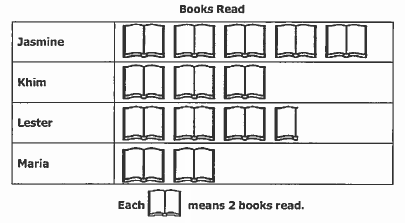 Books Read
Jasmine
Khim
Lester
Maria
Each means 2 books read.